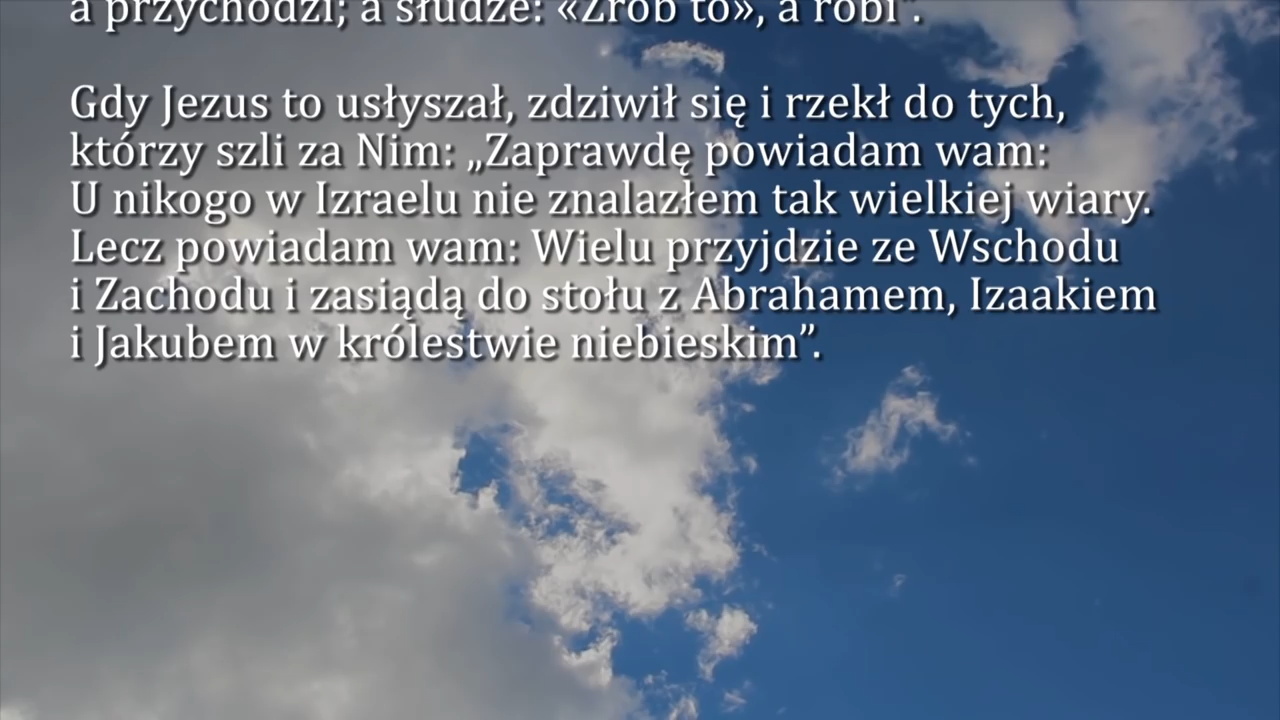 a przychodzi; a słudze: «Zrób to», a robi".
Gdy Jezus to usłyszał, zdziwił się i rzekł do tych,
którzy szli za Nim: „Zaprawdę powiadam wam:
U nikogo w Izraelu nie znalazłem tak wielkiej wiary.
Lecz powiadam wam: Wielu przyjdzie ze Wschodu
i Zachodu i zasiądą do stołu z Abrahamem, Izaakiem
i Jakubem w królestwie niebieskim”.